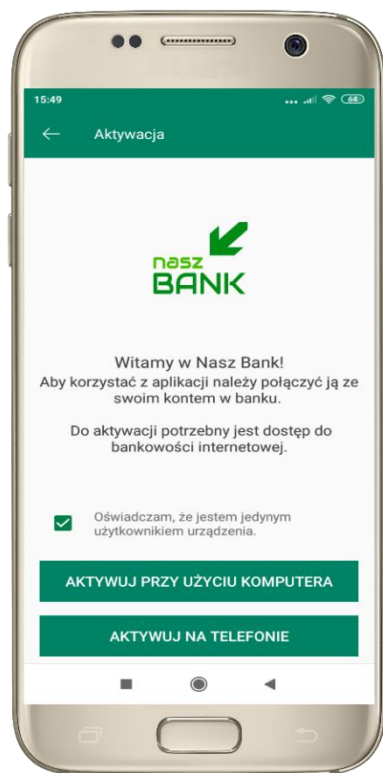 15:49
64
Aktywacja
nasz
BANK
Witamy w Nasz Bank!
Aby korzystać z aplikacji należy połączyć ją ze
swoim kontem w banku.
Do aktywacji potrzebny jest dostęp do
bankowości internetowej.
Oświadczam, że jestem jedynym
użytkownikiem urządzenia.
AKTYWUJ PRZY UŻYCIU KOMPUTERA
AKTYWUJ NA TELEFONIE